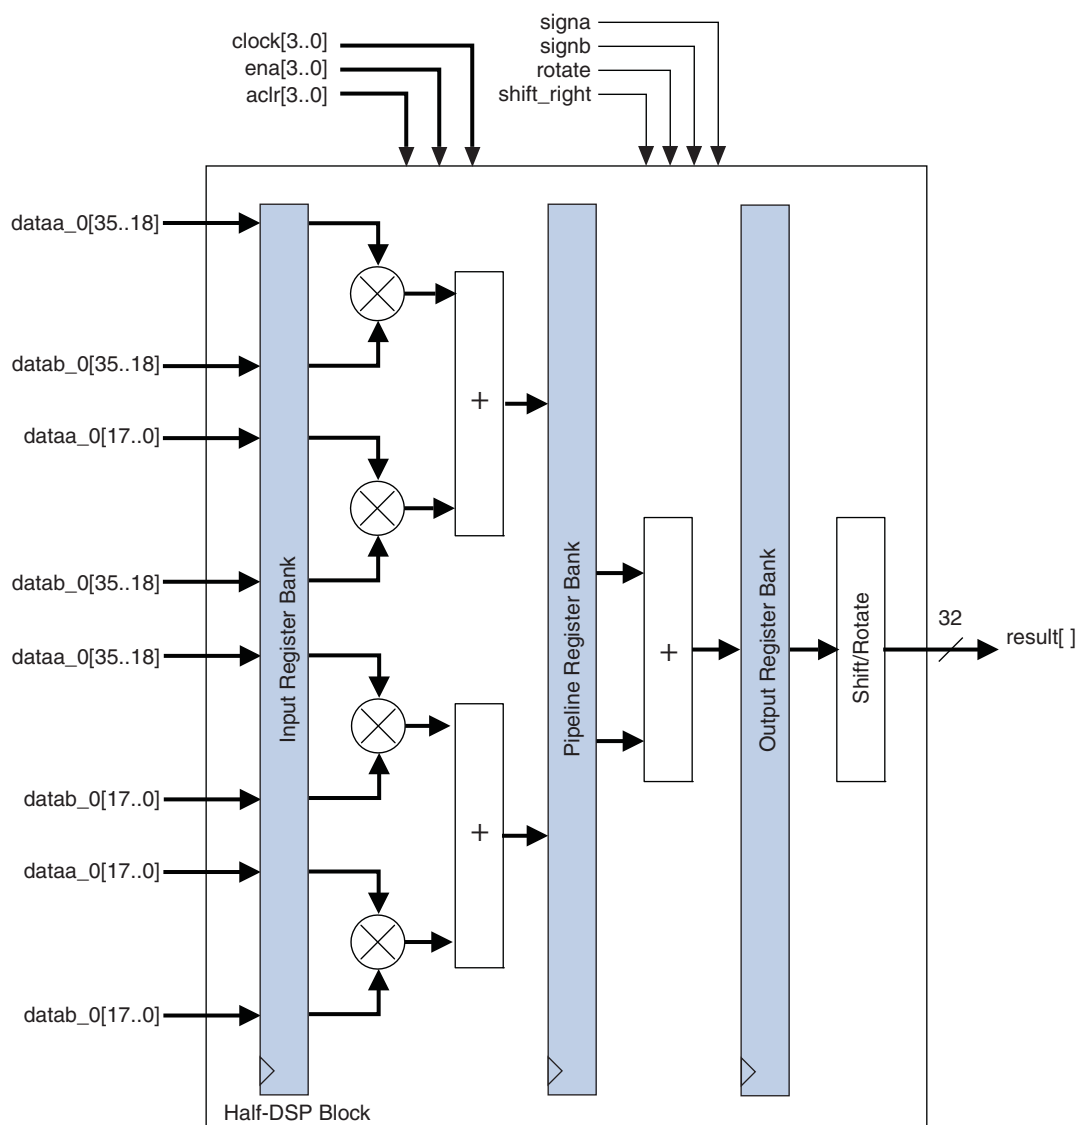 signa
clock[3..0]
signb
ena[3..0]
rotate
aclr[3..0]
shift_right
dataa_0[35..18]
datab_0[35..18]
+
dataa_0[17..0]
datab_0[35..18]
Input Register Bank
Pipeline Register Bank
Output Register Bank
Shift/Rotate
32
result[ ]
dataa_0[35..18]
+
datab_0[17..0]
+
dataa_0[17..0]
datab_0[17..0]
Half-DSP Block